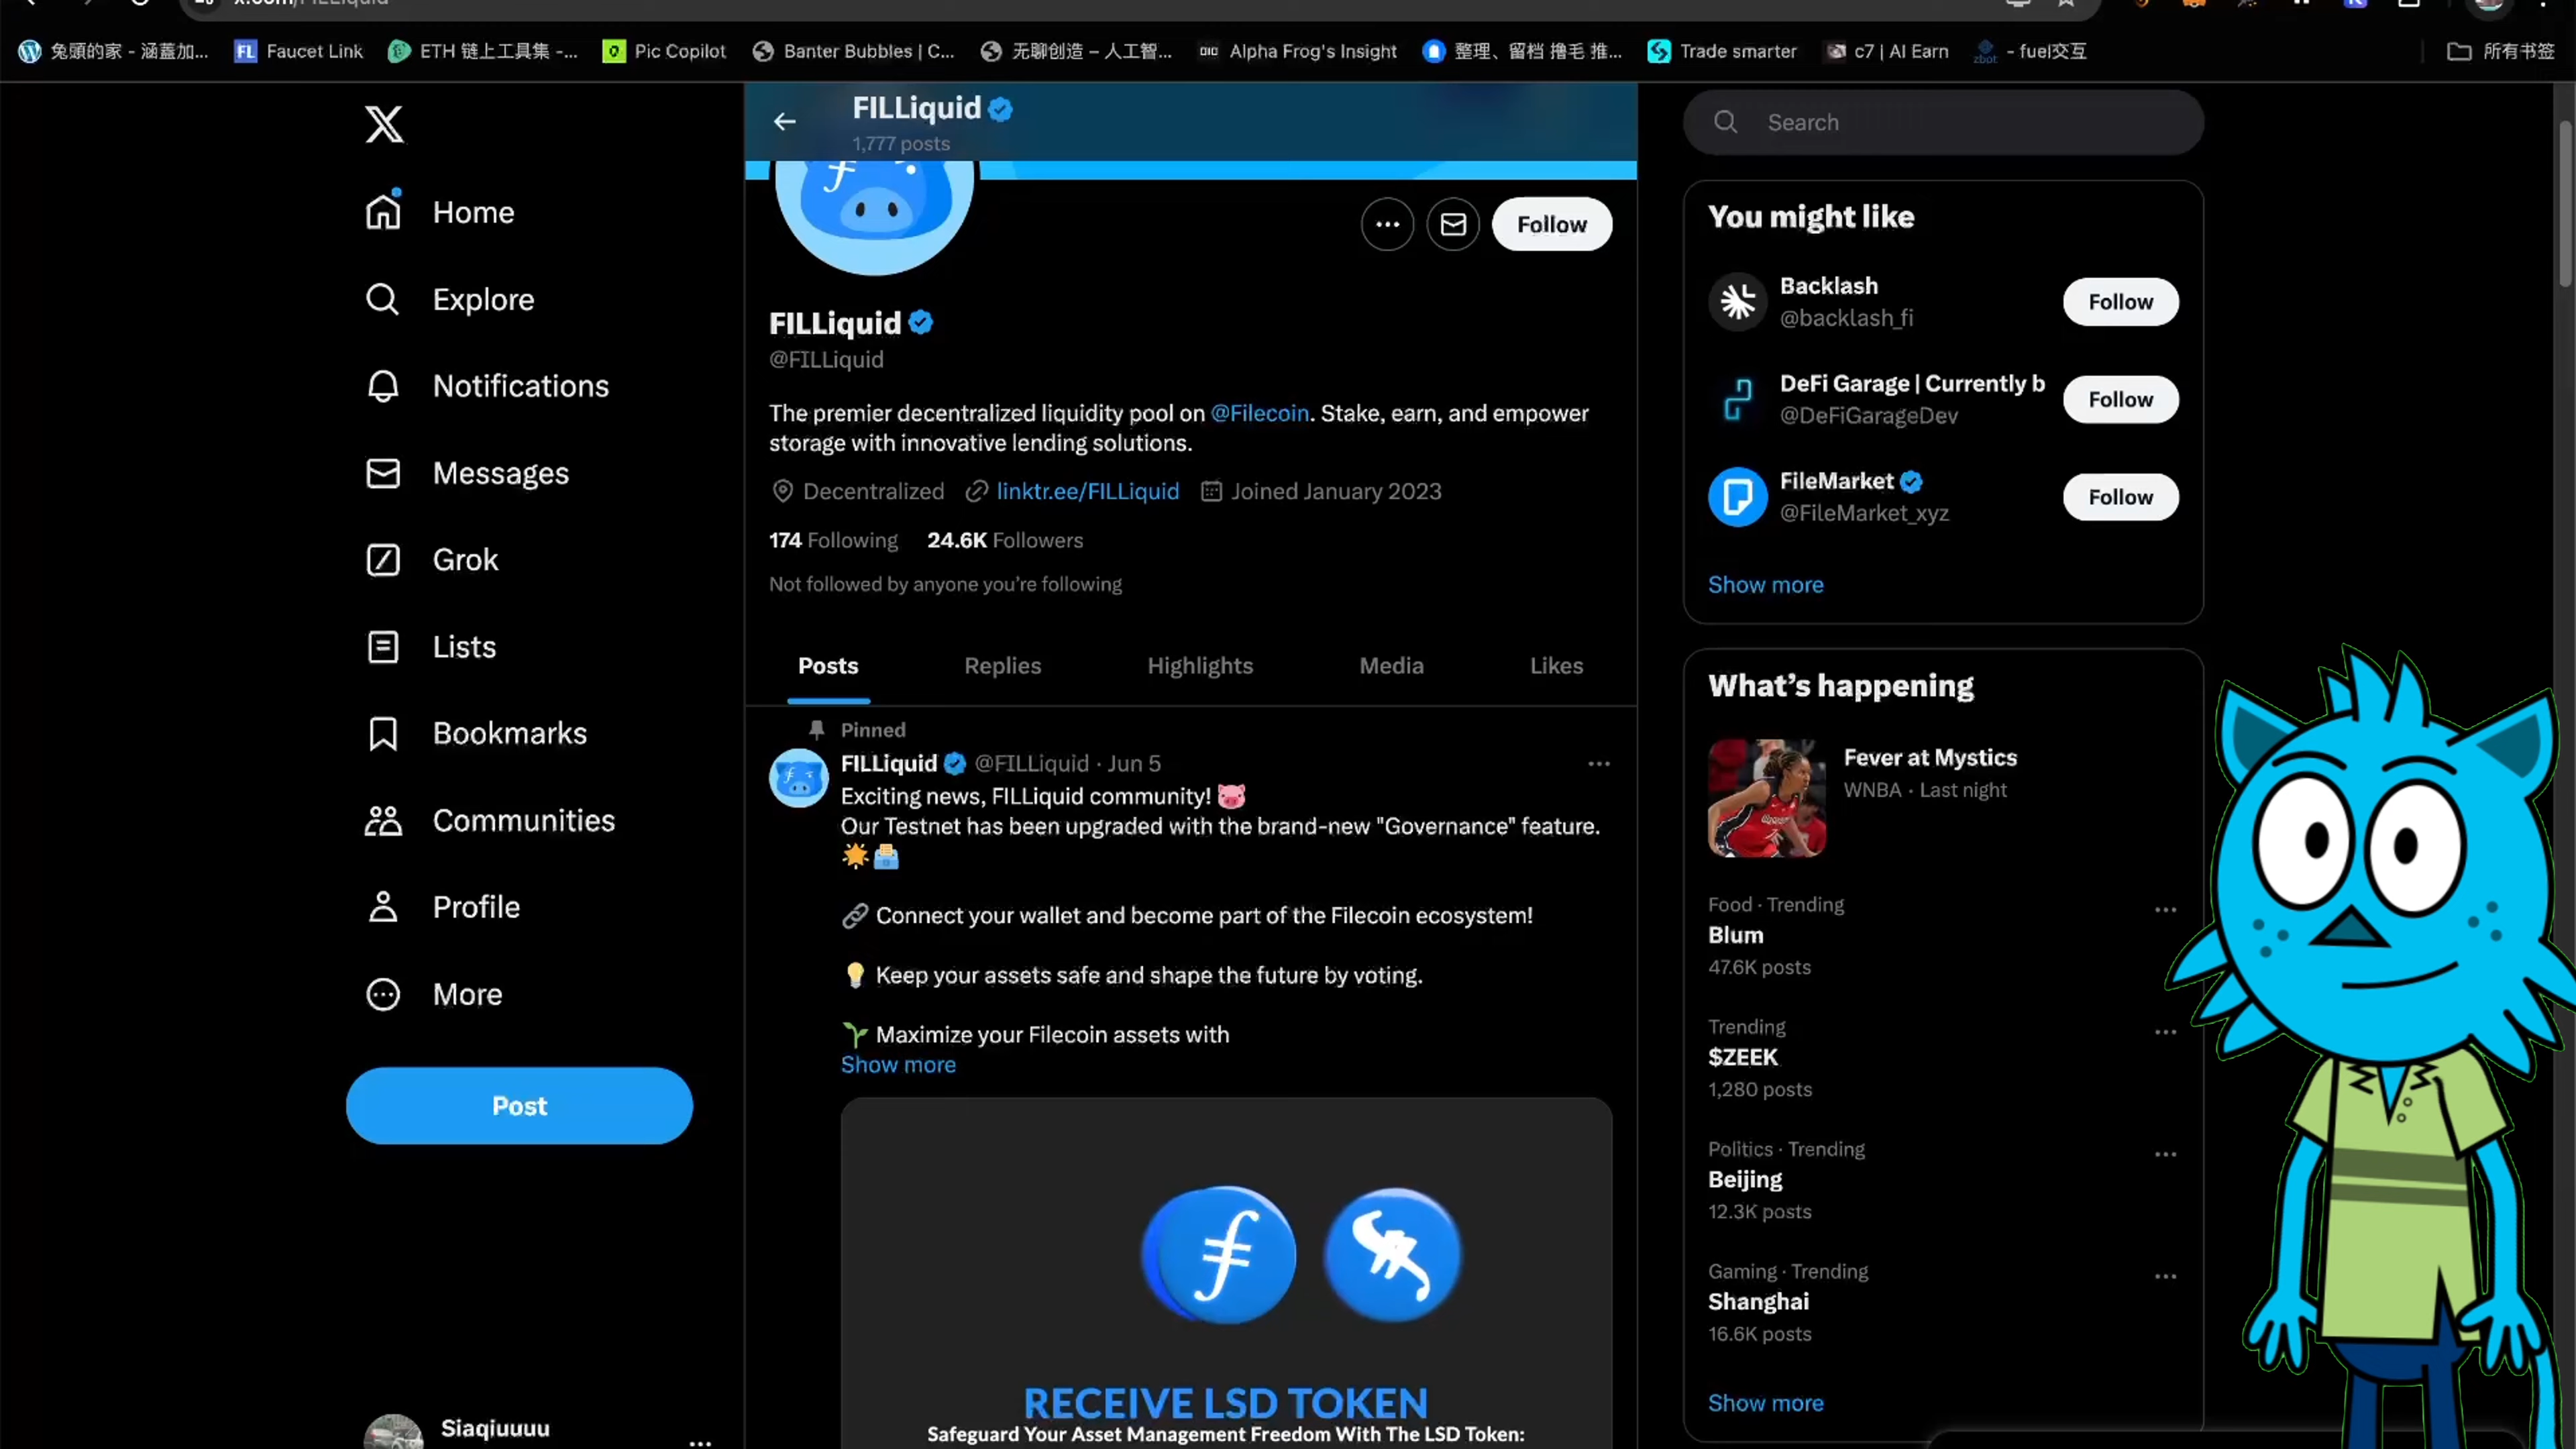 兔頭的家 - 涵蓋加...
FL Faucet Link
ETH 链上工具集 -...
Pic Copilot
Banter Bubbles | C...
无聊创造 – 人工智...
Alpha Frog's Insight
整理、留档 撸毛 推...
Trade smarter
c7 | AI Earn
zbot - fuel交互
所有书签
FILLiquid
1,777 posts
Search
Home
Explore
Notifications
Messages
Grok
Lists
Bookmarks
Communities
Profile
More
Post
Siaqiuuuu
Follow
FILLiquid
@FILLiquid
The premier decentralized liquidity pool on @Filecoin. Stake, earn, and empower
storage with innovative lending solutions.
Decentralized linktr.ee/FILLiquid Joined January 2023
174 Following 24.6K Followers
Not followed by anyone you're following
Posts Replies Highlights Media Likes
Pinned
FILLiquid @FILLiquid · Jun 5
Exciting news, FILLiquid community! 🐷
Our Testnet has been upgraded with the brand-new "Governance" feature.
🌟🗳️
🔗 Connect your wallet and become part of the Filecoin ecosystem!
💡 Keep your assets safe and shape the future by voting.
🌱 Maximize your Filecoin assets with
Show more
RECEIVE LSD TOKEN
Safeguard Your Asset Management Freedom With The LSD Token:
You might like
Backlash
@backlash_fi
Follow
DeFi Garage | Currently b
@DeFiGarageDev
Follow
FileMarket
@FileMarket_xyz
Follow
Show more
What's happening
Fever at Mystics
WNBA · Last night
Food · Trending
Blum
47.6K posts
Trending
$ZEEK
1,280 posts
Politics · Trending
Beijing
12.3K posts
Gaming · Trending
Shanghai
16.6K posts
Show more